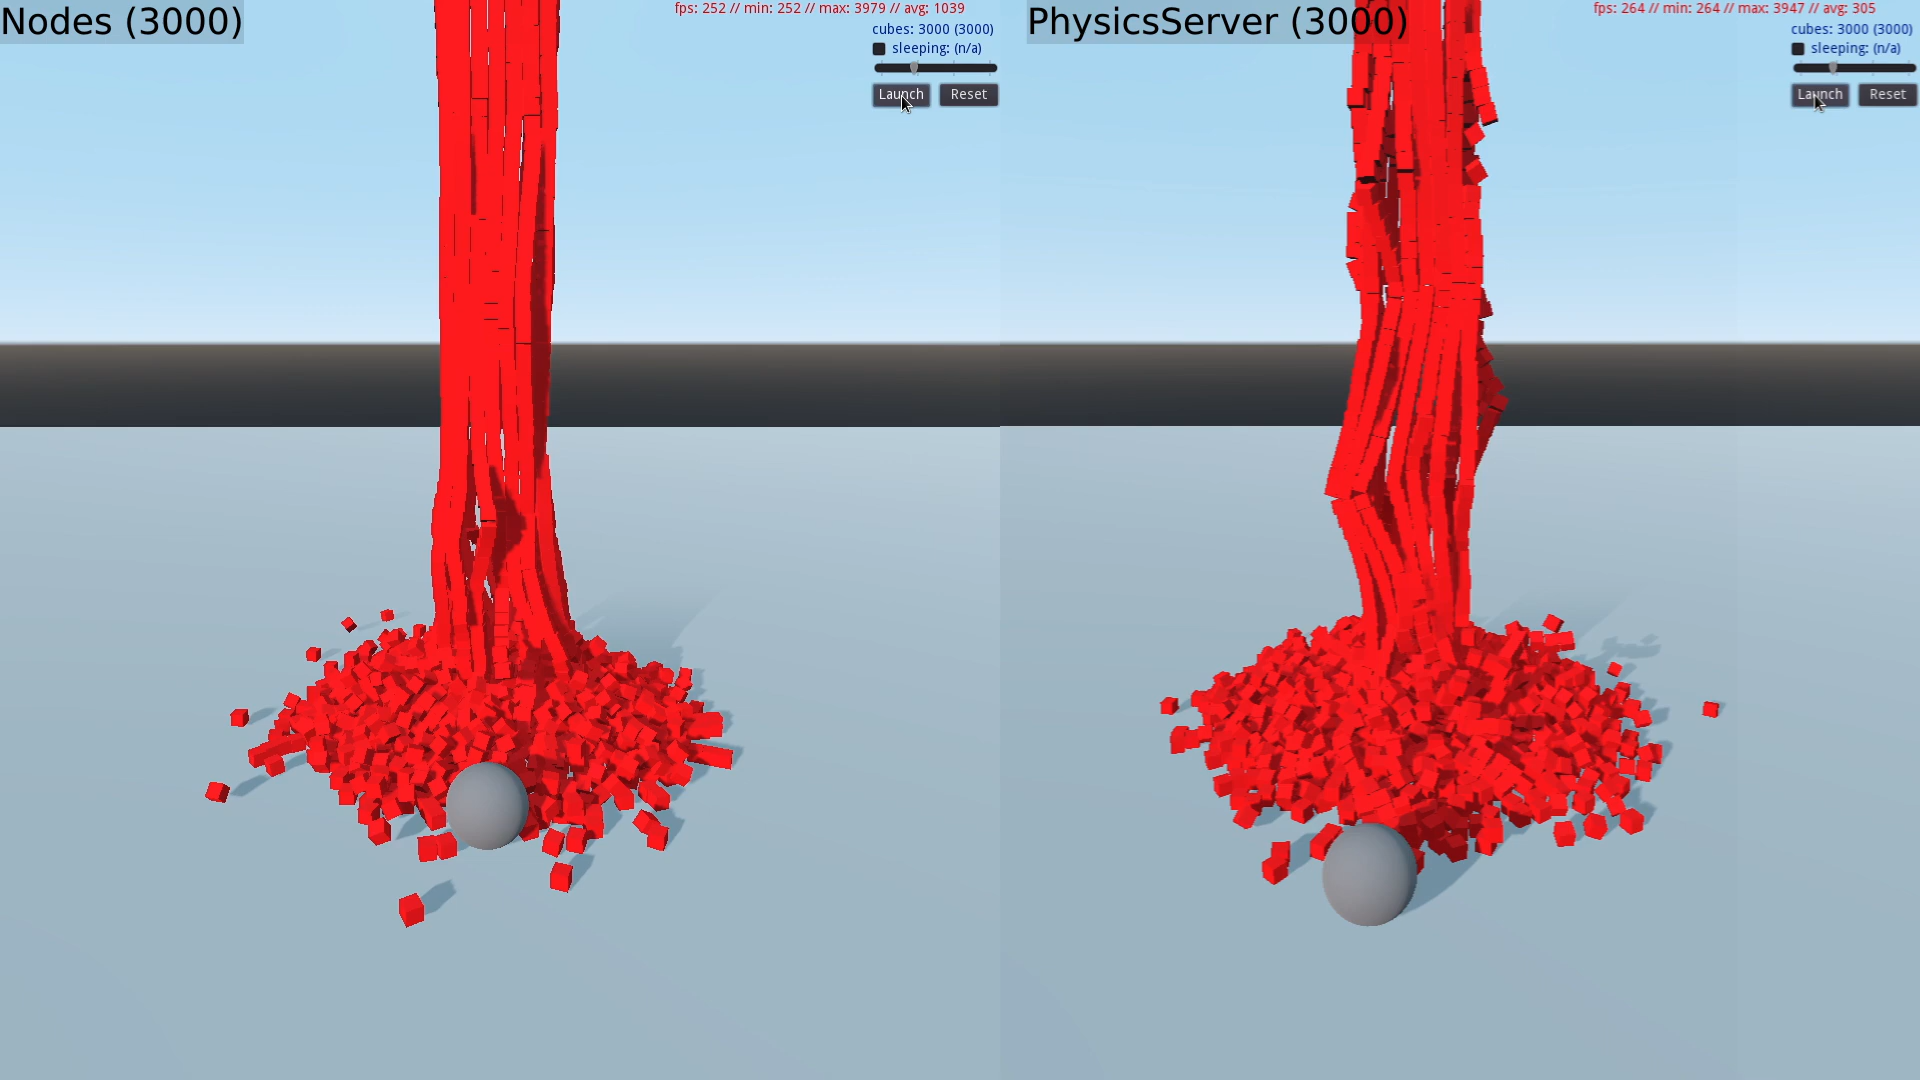 Nodes (3000)
fps: 252 // min: 252 // max: 3979 // avg: 1039
cubes: 3000 (3000)
sleeping: (n/a)
Launch Reset
PhysicsServer (3000)
fps: 264 // min: 264 // max: 3947 // avg: 305
cubes: 3000 (3000)
sleeping: (n/a)
Launch Reset